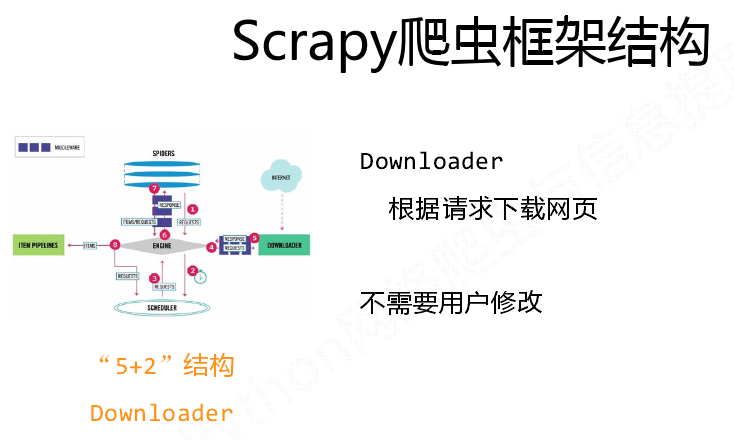 Scrapy爬虫框架结构
MIDDLEWARE
SPIDERS
INTERNET
7
RESPONSE
1
ITEMS/REQUESTS
REQUESTS
6
ITEM PIPELINES
ITEMS
8
ENGINE
4
RESPONSE
REQUESTS
5
DOWNLOADER
REQUESTS
3
REQUESTS
2
SCHEDULER
Downloader
根据请求下载网页
不需要用户修改
“5+2”结构
Downloader